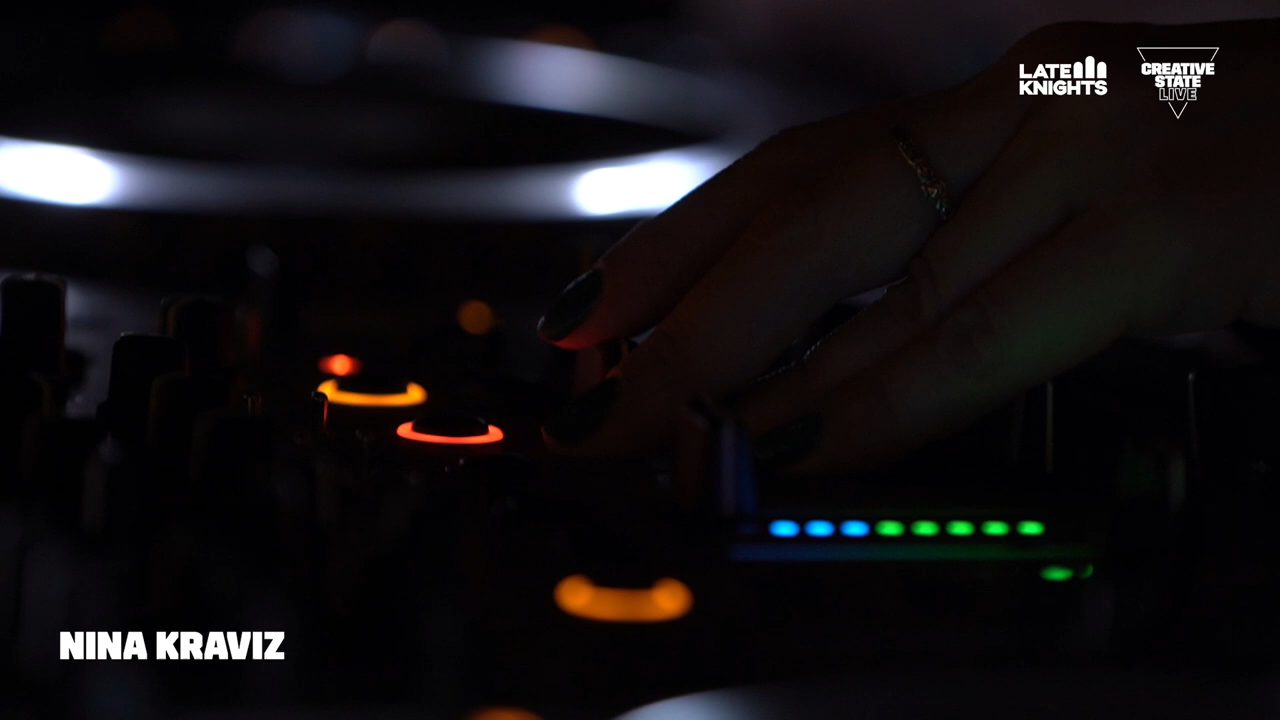 LATE
KNIGHTS
CREATIVE
STATE
LIVE
NINA KRAVIZ